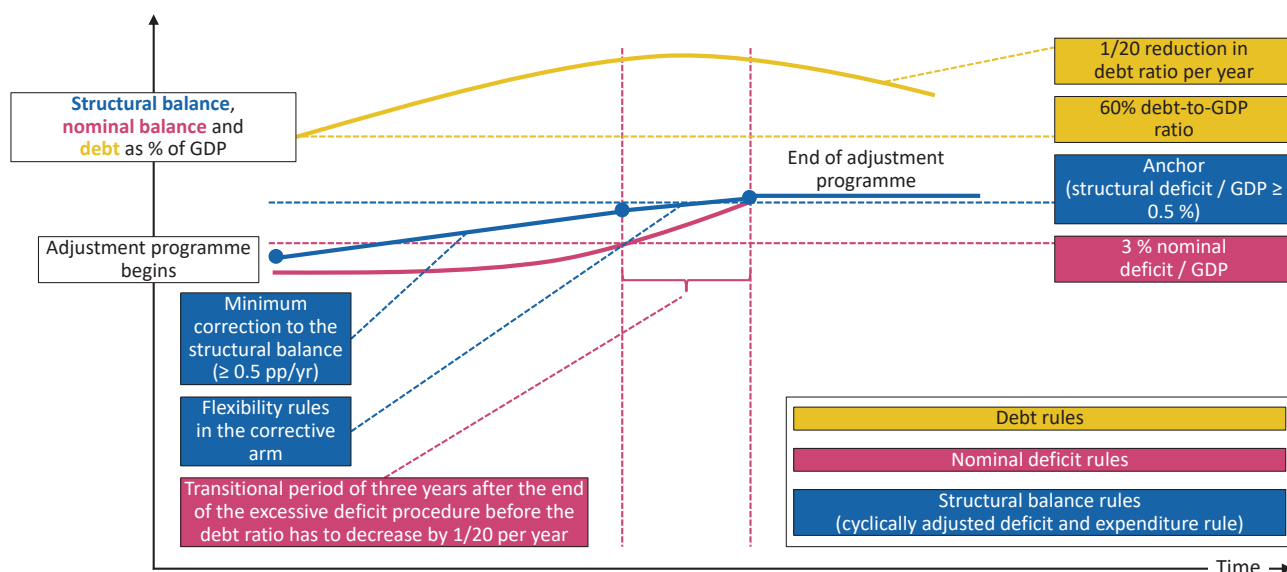 1/20 reduction in
debt ratio per year
Structural balance,
nominal balance and
debt as % of GDP
60% debt-to-GDP
ratio
End of adjustment
programme
Anchor
(structural deficit / GDP ≥
0.5 %)
Adjustment programme
begins
3 % nominal
deficit / GDP
Minimum
correction to the
structural balance
(≥ 0.5 pp/yr)
Flexibility rules
in the corrective
arm
Transitional period of three years after the end
of the excessive deficit procedure before the
debt ratio has to decrease by 1/20 per year
Debt rules
Nominal deficit rules
Structural balance rules
(cyclically adjusted deficit and expenditure rule)
Time